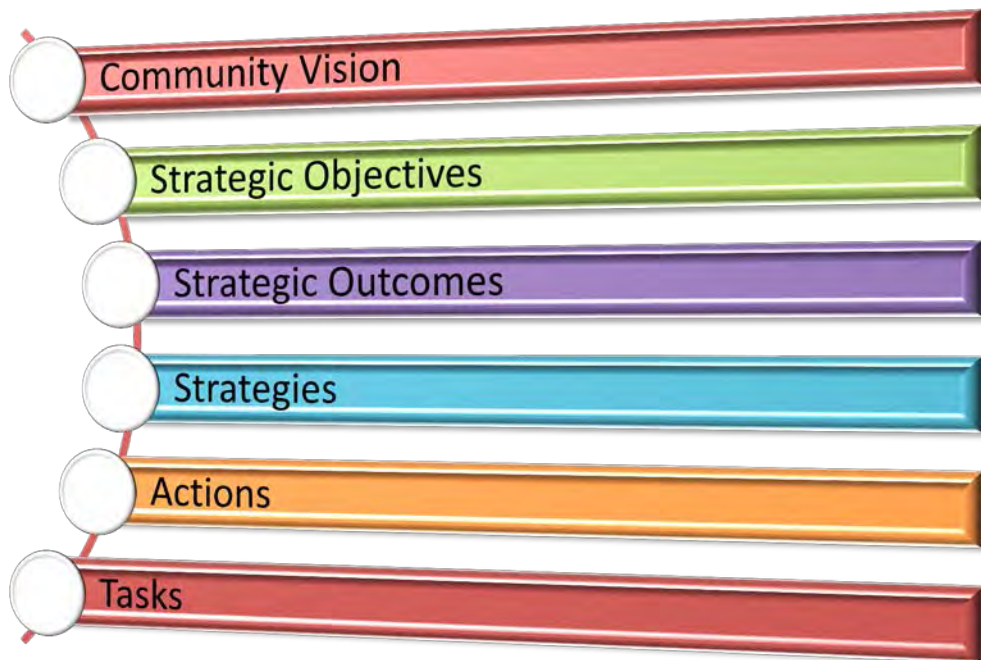 Community Vision
Strategic Objectives
Strategic Outcomes
Strategies
Actions
Tasks